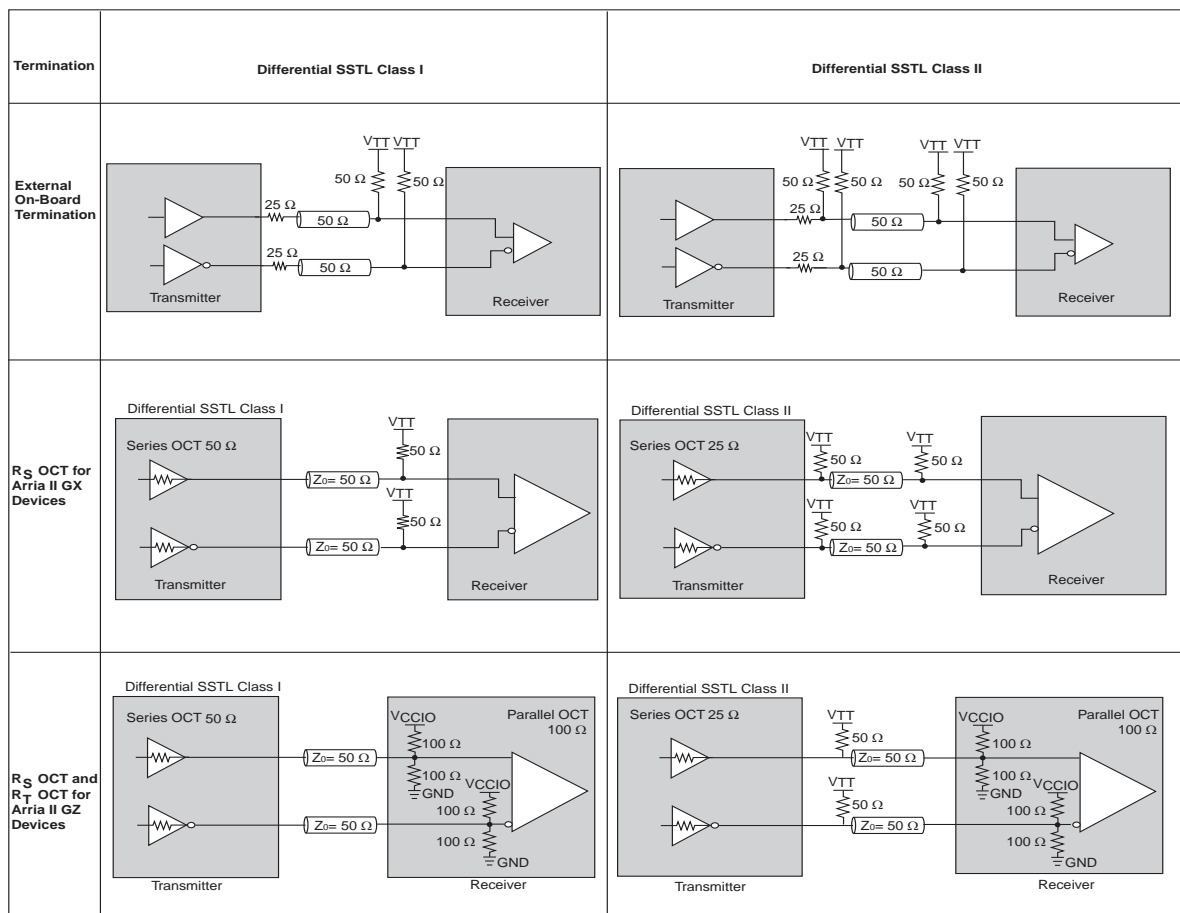 Termination
Differential SSTL Class I
Differential SSTL Class II
External
On-Board
Termination
VTT VTT
50 Ω 50 Ω
25 Ω
50 Ω
25 Ω
50 Ω
Transmitter
Receiver
VTT VTT
VTT VTT
50 Ω 50 Ω
50 Ω 50 Ω
25 Ω
50 Ω
25 Ω
50 Ω
Transmitter
Receiver
RS OCT for
Arria II GX
Devices
Differential SSTL Class I
Series OCT 50 Ω
VTT
50 Ω
Z0= 50 Ω
VTT
50 Ω
Z0= 50 Ω
Transmitter
Receiver
Differential SSTL Class II
Series OCT 25 Ω
VTT
50 Ω
VTT
50 Ω
Z0= 50 Ω
VTT
50 Ω
VTT
50 Ω
Z0= 50 Ω
Transmitter
Receiver
RS OCT and
RT OCT for
Arria II GZ
Devices
Differential SSTL Class I
Series OCT 50 Ω
Z0= 50 Ω
Z0= 50 Ω
Transmitter
VCCIO
Parallel OCT
100 Ω
100 Ω
100 Ω
GND
VCCIO
100 Ω
100 Ω
GND
Receiver
Differential SSTL Class II
Series OCT 25 Ω
VTT
50 Ω
Z0= 50 Ω
VTT
50 Ω
Z0= 50 Ω
Transmitter
VCCIO
Parallel OCT
100 Ω
100 Ω
100 Ω
GND
VCCIO
100 Ω
100 Ω
GND
Receiver